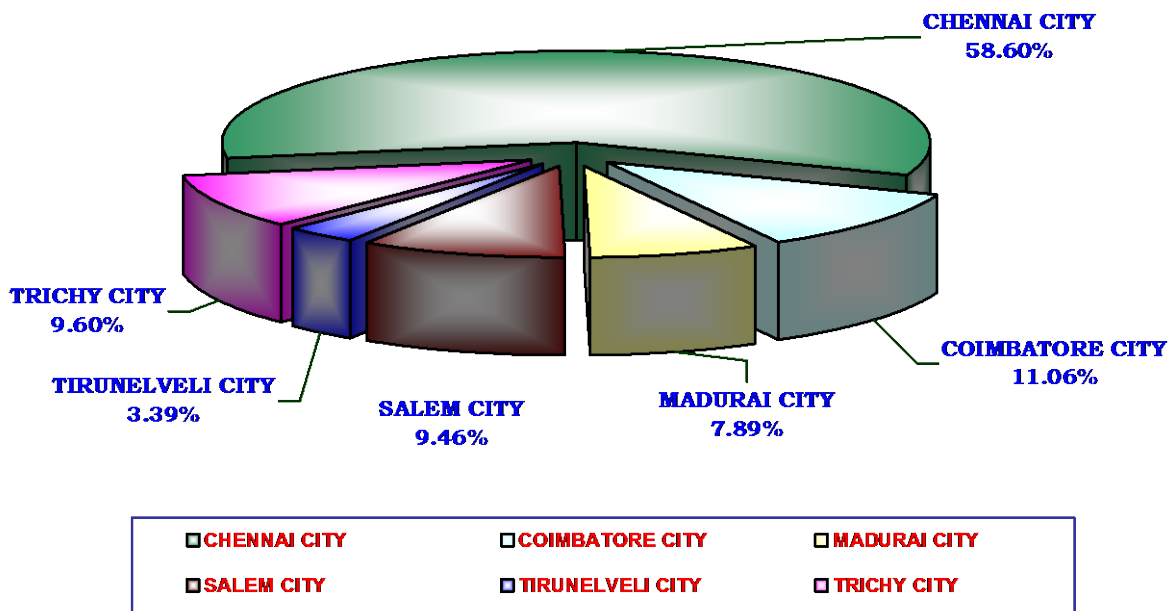 CHENNAI CITY
58.60%
TRICHY CITY
9.60%
COIMBATORE CITY
11.06%
TIRUNELVELI CITY
3.39%
SALEM CITY
9.46%
MADURAI CITY
7.89%
CHENNAI CITY
COIMBATORE CITY
MADURAI CITY
SALEM CITY
TIRUNELVELI CITY
TRICHY CITY